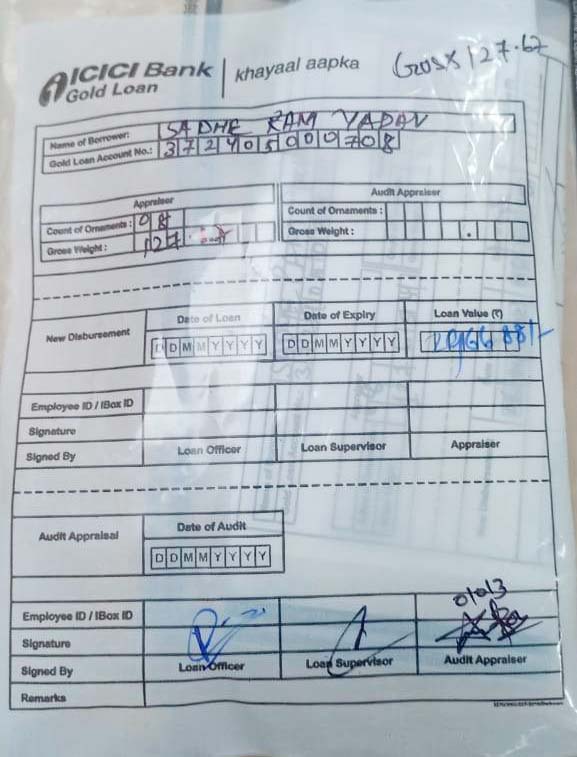 ICICI Bank | khayaal aapka
Gold Loan
Gross 127.67
Name of Borrower: SADHE RAM YADAV
Gold Loan Account No.: 372405000708
Appraiser
Count of Ornaments : 08
Gross Weight : 127.
Audit Appraiser
Count of Ornaments :
Gross Weight : .
New Disbursement
Date of Loan
DDMMYYYY
Date of Expiry
DDMMYYYY
Loan Value (₹)
Employee ID / IBox ID
Signature
Signed By Loan Officer Loan Supervisor Appraiser
Audit Appraisal
Date of Audit
DDMMYYYY
Employee ID / IBox ID
Signature
Signed By Loan Officer Loan Supervisor Audit Appraiser
Remarks